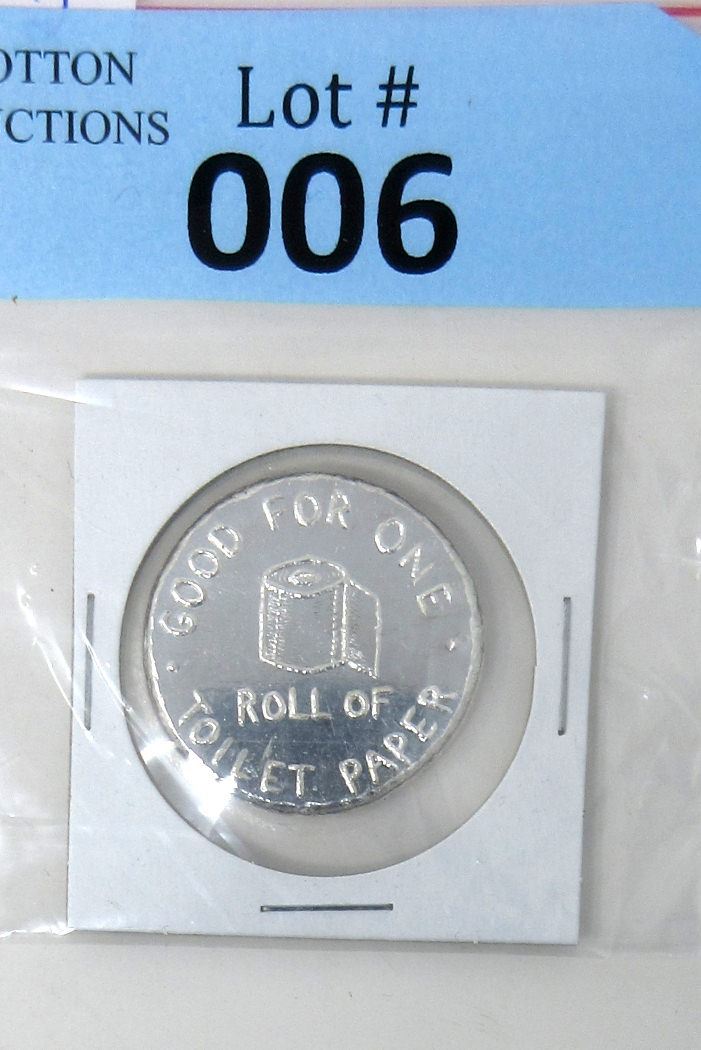 OTTON
CTIONS
Lot #
006
GOOD FOR ONE
ROLL OF
TOILET PAPER